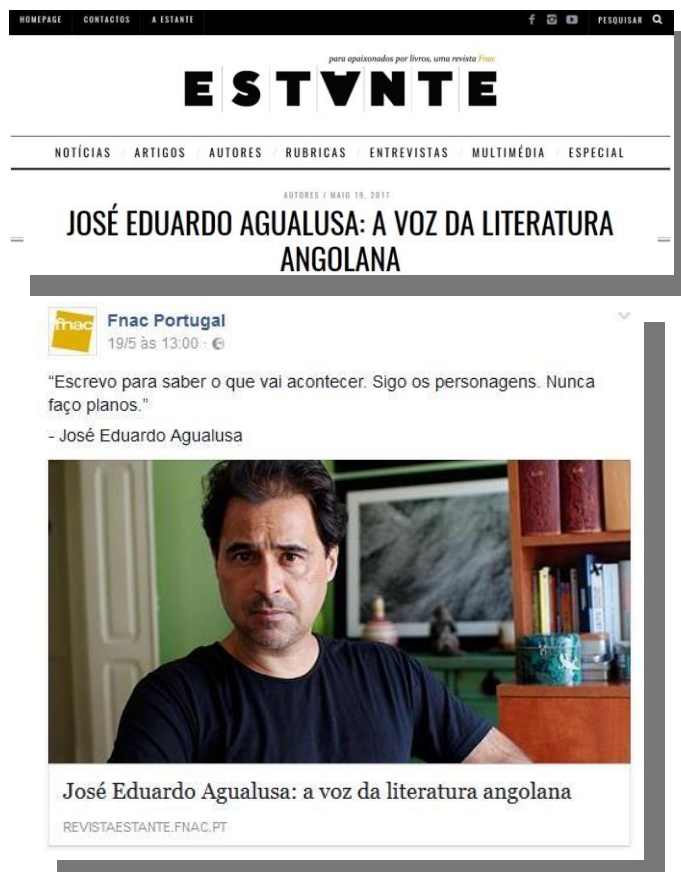 HOMEPAGE CONTACTOS A ESTANTE PESQUISAR
para apaixonados por livros, uma revista Fnac
ESTANTE
NOTÍCIAS / ARTIGOS / AUTORES / RUBRICAS / ENTREVISTAS / MULTIMÉDIA / ESPECIAL
AUTORES / MAIO 19, 2017
JOSÉ EDUARDO AGUALUSA: A VOZ DA LITERATURA
ANGOLANA
fnac
Fnac Portugal
19/5 às 13:00 ·
“Escrevo para saber o que vai acontecer. Sigo os personagens. Nunca
faço planos.”
- José Eduardo Agualusa
José Eduardo Agualusa: a voz da literatura angolana
REVISTAESTANTE.FNAC.PT